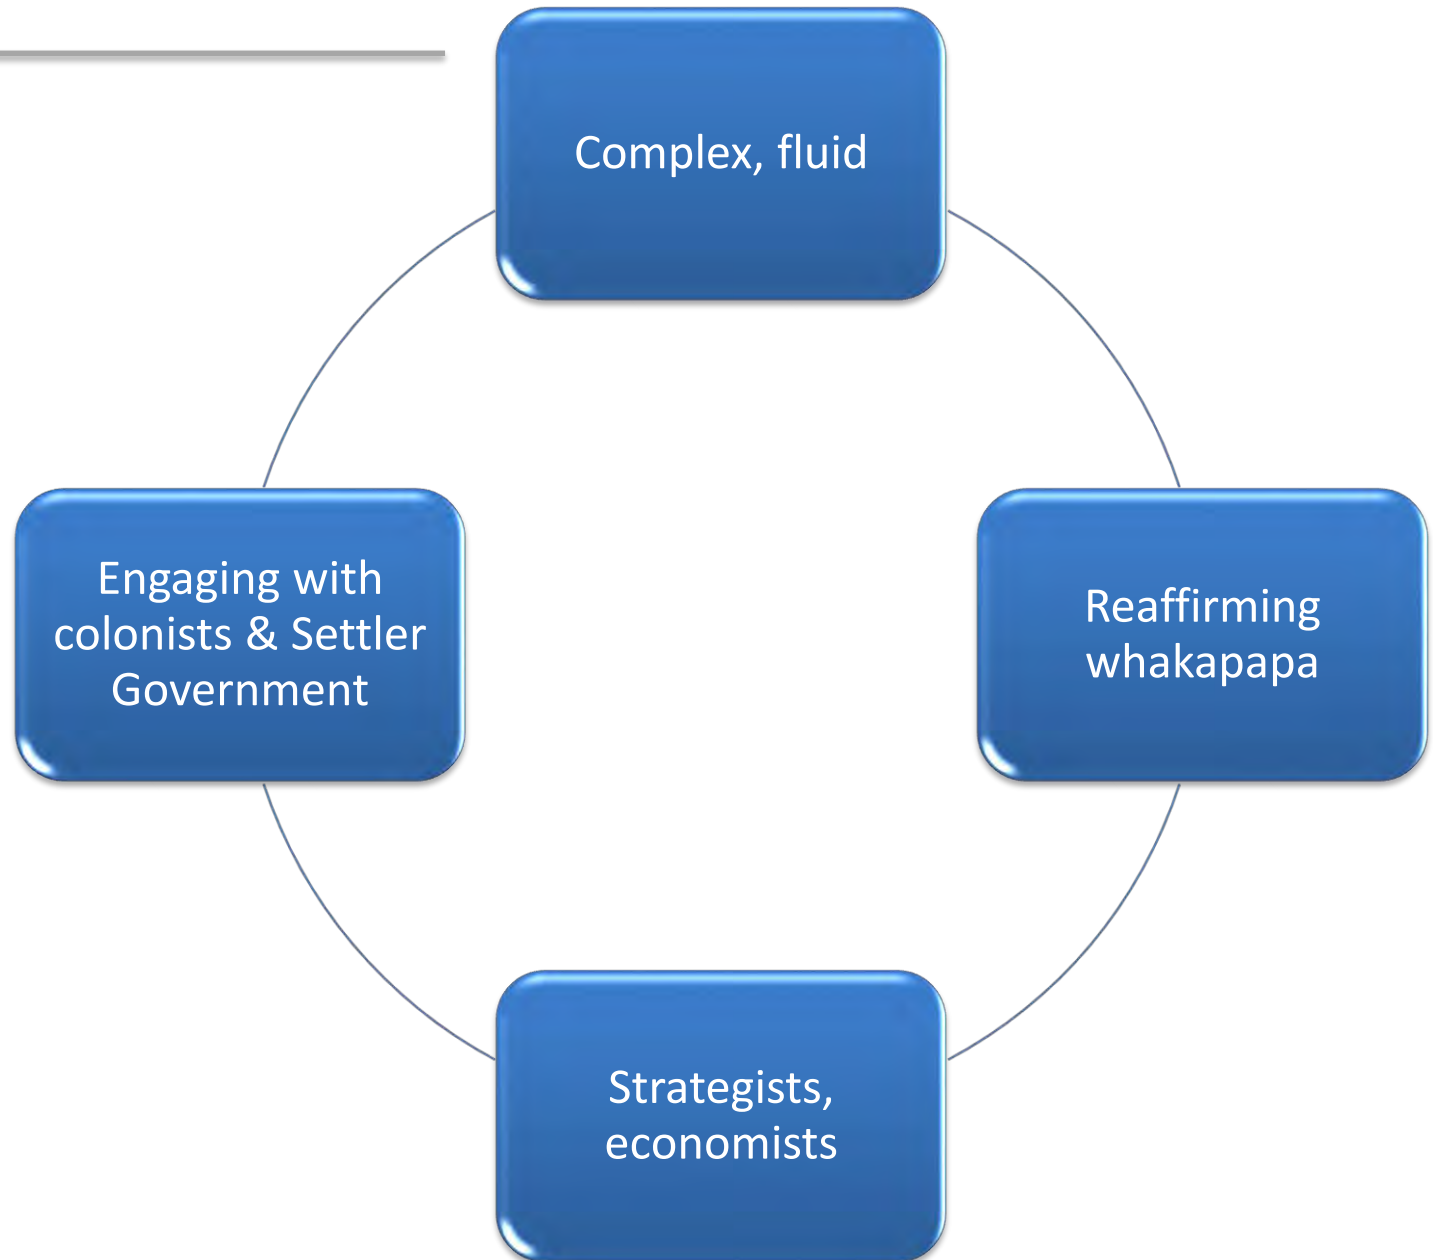 Complex, fluid
Engaging with
colonists & Settler
Government
Reaffirming
whakapapa
Strategists,
economists